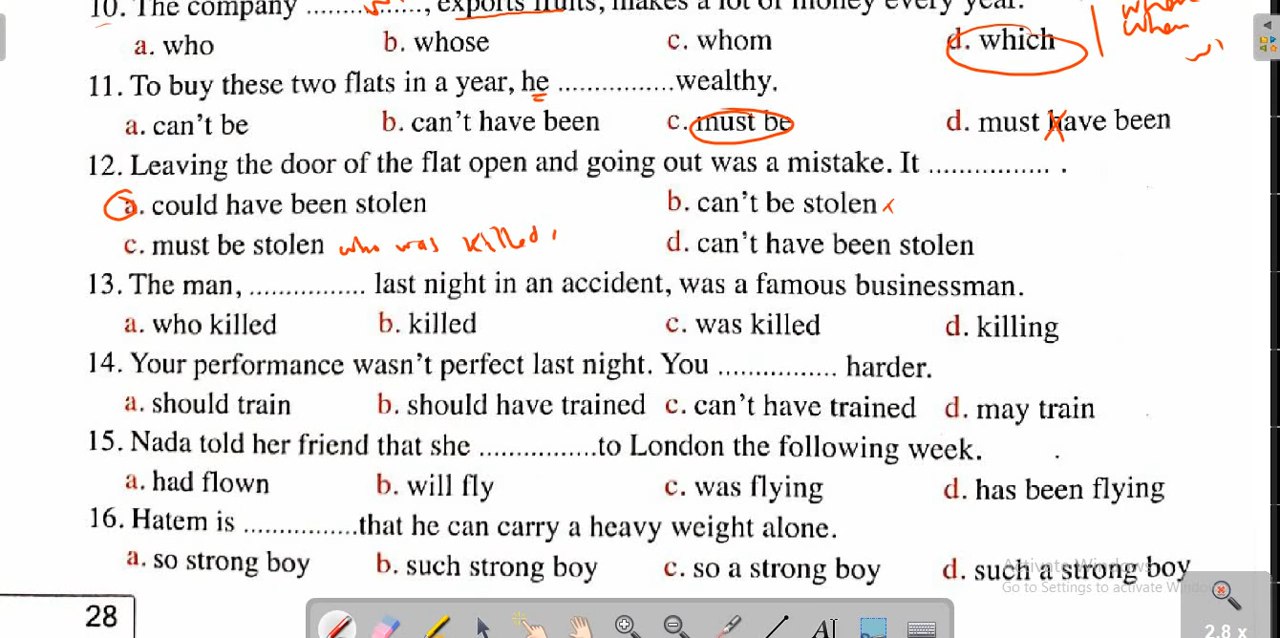 10. The company ..............., exports fruits, makes a lot of money every year.
a. who b. whose c. whom d. which
when
11. To buy these two flats in a year, he ................wealthy.
a. can't be b. can't have been c. must be d. must have been
12. Leaving the door of the flat open and going out was a mistake. It ................ .
a. could have been stolen b. can't be stolen
c. must be stolen who was killed d. can't have been stolen
13. The man, ................ last night in an accident, was a famous businessman.
a. who killed b. killed c. was killed d. killing
14. Your performance wasn't perfect last night. You ................ harder.
a. should train b. should have trained c. can't have trained d. may train
15. Nada told her friend that she ................to London the following week.
a. had flown b. will fly c. was flying d. has been flying
16. Hatem is ................that he can carry a heavy weight alone.
a. so strong boy b. such strong boy c. so a strong boy d. such a strong boy
Activate Windows
Go to Settings to activate Windows
28
2.8 x